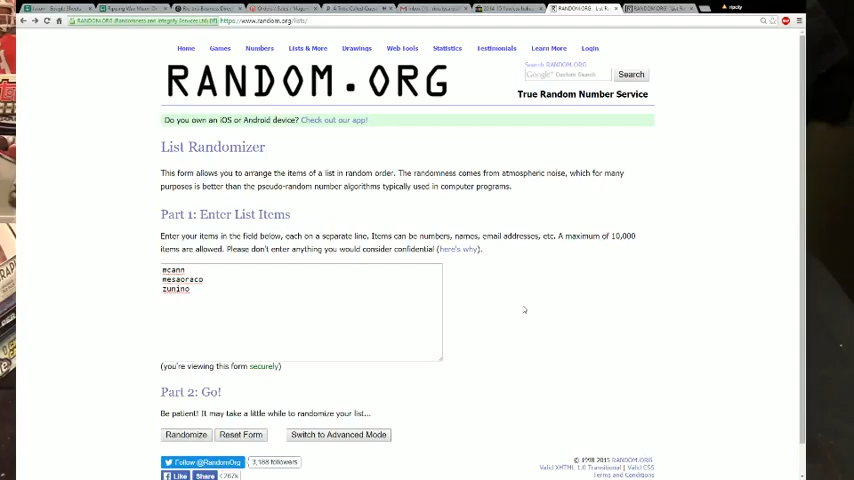 https://www.random.org/lists/
Home Games Numbers Lists & More Drawings Web Tools Statistics Testimonials Learn More Login
RANDOM.ORG
Search RANDOM.ORG
Google Custom Search Search
True Random Number Service
Do you own an iOS or Android device? Check out our app!
List Randomizer
This form allows you to arrange the items of a list in random order. The randomness comes from atmospheric noise, which for many
purposes is better than the pseudo-random number algorithms typically used in computer programs.
Part 1: Enter List Items
Enter your items in the field below, each on a separate line. Items can be numbers, names, email addresses, etc. A maximum of 10,000
items are allowed. Please don't enter anything you would consider confidential (here's why).
mcann
mesaoraco
zunino
(you're viewing this form securely)
Part 2: Go!
Be patient! It may take a little while to randomize your list...
Randomize Reset Form Switch to Advanced Mode
Follow @RandomOrg 3,188 followers
Like Share 267k
© 1998 2015 RANDOM.ORG
Valid XHTML 1.0 Transitional | Valid CSS
Terms and Conditions